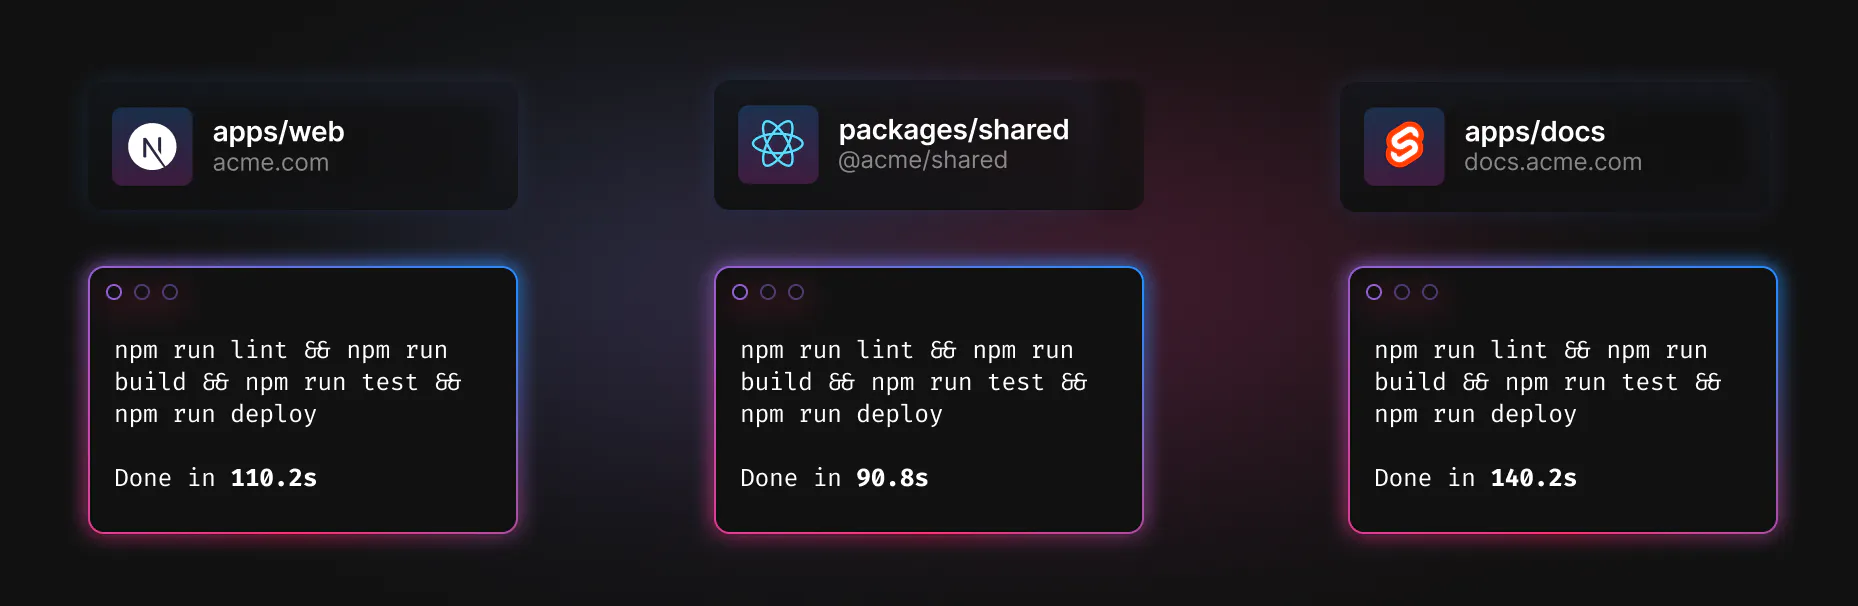 apps/web
acme.com
packages/shared
@acme/shared
apps/docs
docs.acme.com
npm run lint && npm run
build && npm run test &&
npm run deploy
Done in 110.2s
npm run lint && npm run
build && npm run test &&
npm run deploy
Done in 90.8s
npm run lint && npm run
build && npm run test &&
npm run deploy
Done in 140.2s